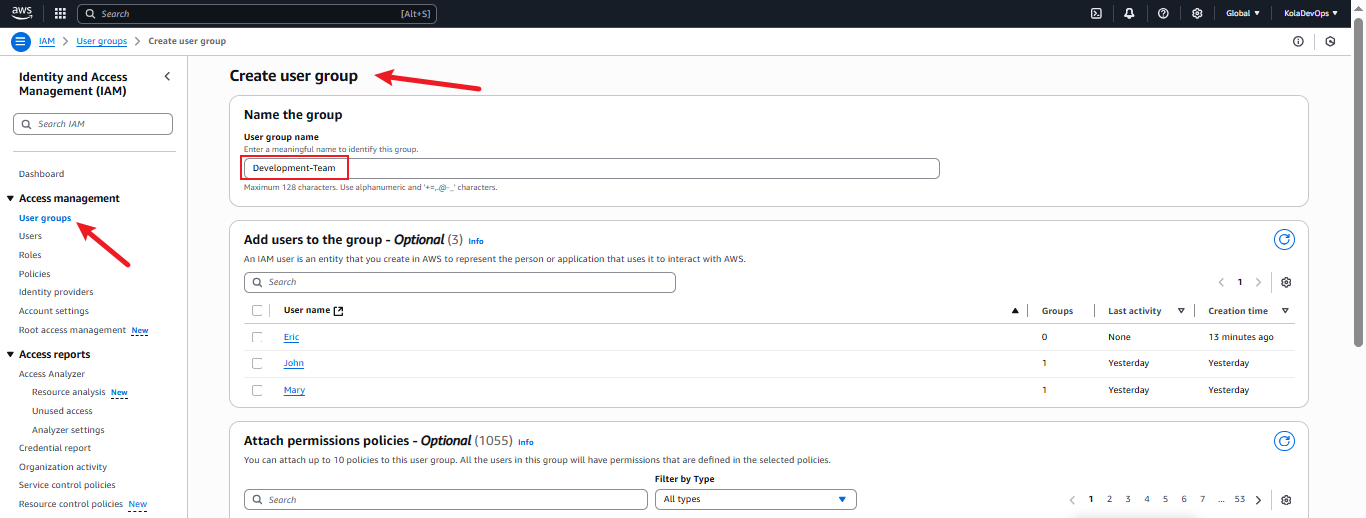 aws
Search [Alt+S] Global KolaDevOps
IAM > User groups > Create user group
Identity and Access
Management (IAM)
Search IAM
Dashboard
Access management
User groups
Users
Roles
Policies
Identity providers
Account settings
Root access management New
Access reports
Access Analyzer
Resource analysis New
Unused access
Analyzer settings
Credential report
Organization activity
Service control policies
Resource control policies New
Create user group
Name the group
User group name
Enter a meaningful name to identify this group.
Development-Team
Maximum 128 characters. Use alphanumeric and '+=,.@-_' characters.
Add users to the group - Optional (3) Info
An IAM user is an entity that you create in AWS to represent the person or application that uses it to interact with AWS.
Search
1
User name Groups Last activity Creation time
Eric 0 None 13 minutes ago
John 1 Yesterday Yesterday
Mary 1 Yesterday Yesterday
Attach permissions policies - Optional (1055) Info
You can attach up to 10 policies to this user group. All the users in this group will have permissions that are defined in the selected policies.
Filter by Type
Search All types 1 2 3 4 5 6 7 ... 53